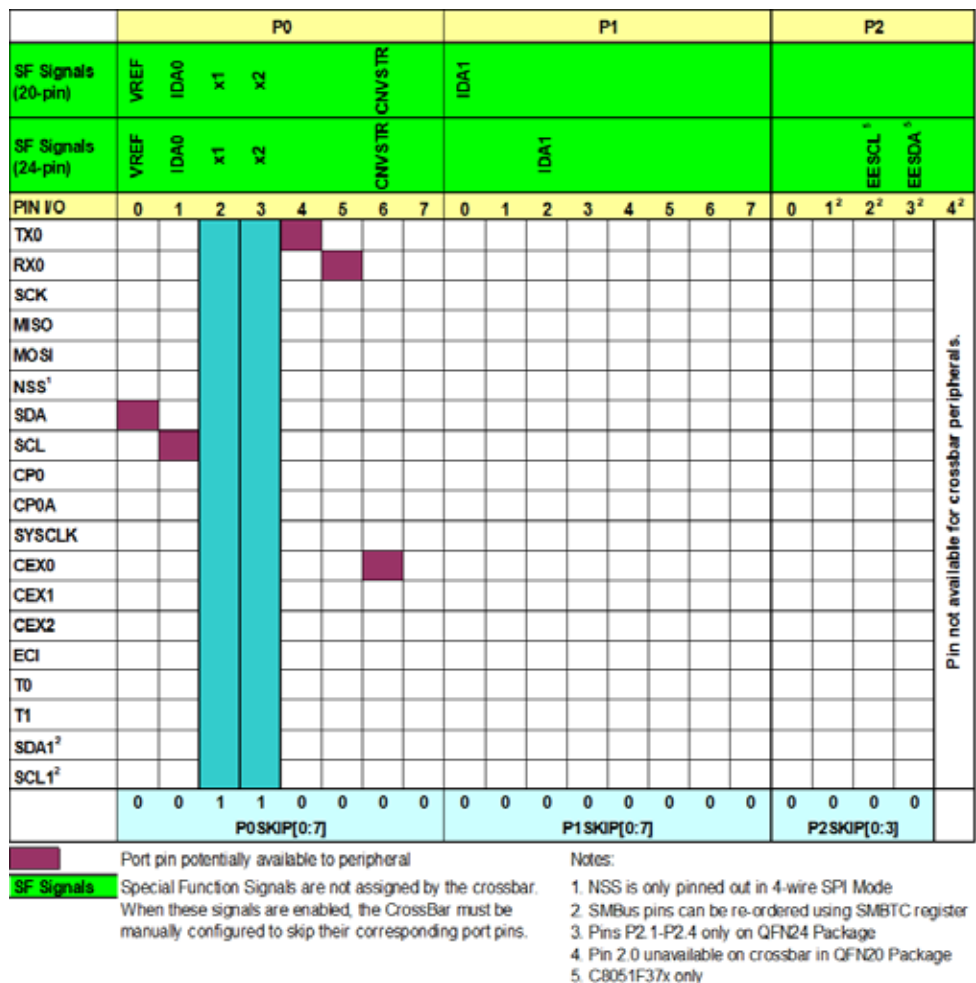 P0 P1 P2
SF Signals
(20-pin) VREF IDA0 x1 x2 CNVSTR IDA1
SF Signals
(24-pin) VREF IDA0 x1 x2 CNVSTR IDA1 EESCL⁵ EESDA⁵
PIN I/O 0 1 2 3 4 5 6 7 0 1 2 3 4 5 6 7 0 1² 2² 3² 4²
TX0
RX0
SCK
MISO
MOSI
NSS¹
SDA
SCL
CP0
CP0A
SYSCLK
CEX0
CEX1
CEX2
ECI
T0
T1
SDA1²
SCL1²
Pin not available for crossbar peripherals.
0 0 1 1 0 0 0 0 0 0 0 0 0 0 0 0 0 0 0 0
P0SKIP[0:7] P1SKIP[0:7] P2SKIP[0:3]
Port pin potentially available to peripheral
SF Signals Special Function Signals are not assigned by the crossbar.
When these signals are enabled, the CrossBar must be
manually configured to skip their corresponding port pins.
Notes:
1. NSS is only pinned out in 4-wire SPI Mode
2. SMBus pins can be re-ordered using SMBTC register
3. Pins P2.1-P2.4 only on QFN24 Package
4. Pin 2.0 unavailable on crossbar in QFN20 Package
5. C8051F37x only